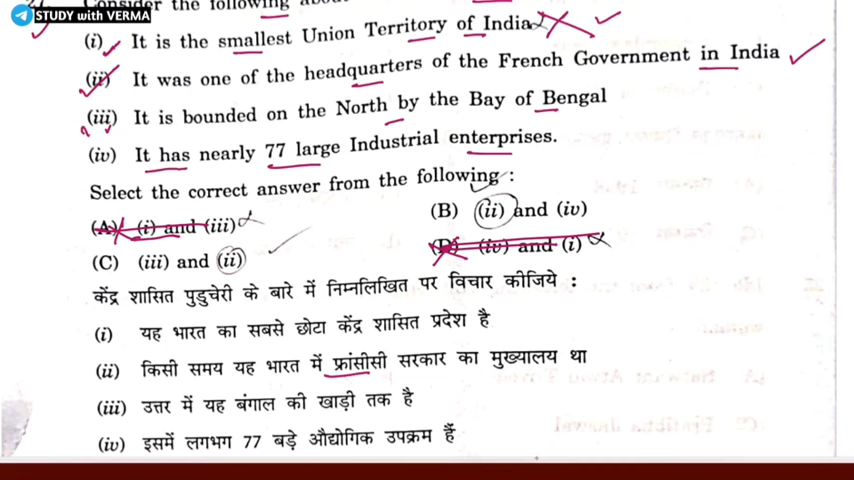 STUDY with VERMA
Consider the following
(i) It is the smallest Union Territory of India
(ii) It was one of the headquarters of the French Government in India
(iii) It is bounded on the North by the Bay of Bengal
(iv) It has nearly 77 large Industrial enterprises.
Select the correct answer from the following :
(A) (i) and (iii) (B) (ii) and (iv)
(C) (iii) and (ii) (D) (iv) and (i)
केंद्र शासित पुडुचेरी के बारे में निम्नलिखित पर विचार कीजिये :
(i) यह भारत का सबसे छोटा केंद्र शासित प्रदेश है
(ii) किसी समय यह भारत में फ्रांसीसी सरकार का मुख्यालय था
(iii) उत्तर में यह बंगाल की खाड़ी तक है
(iv) इसमें लगभग 77 बड़े औद्योगिक उपक्रम हैं